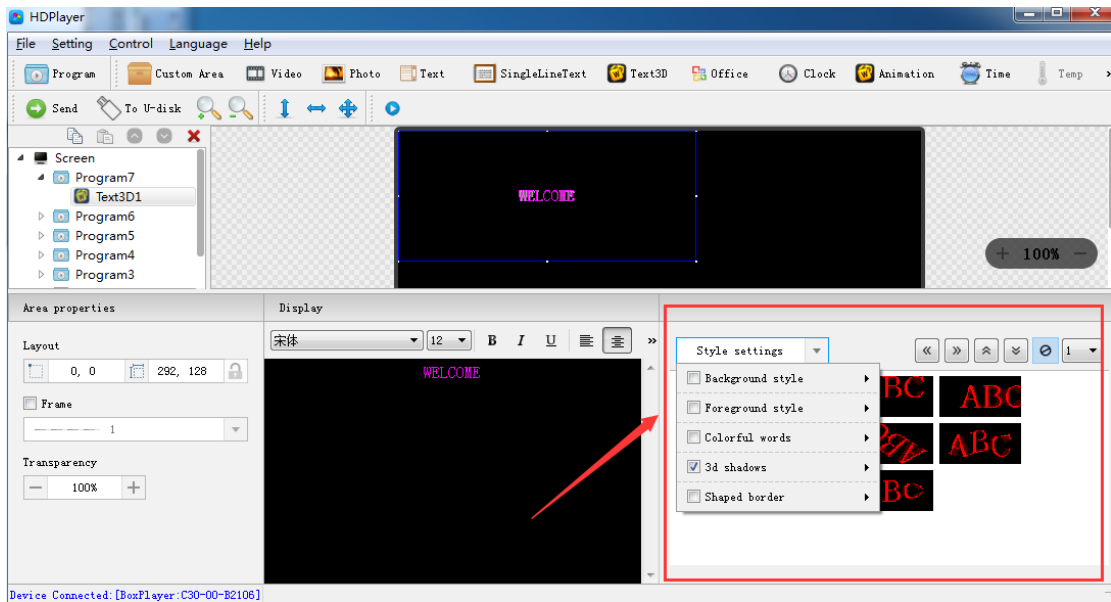 HDPlayer
File Setting Control Language Help
Program Custom Area Video Photo Text SingleLineText Text3D Office Clock Animation Time Temp
Send To U-disk
Screen
Program7
Text3D1
Program6
Program5
Program4
Program3
WELCOME
+ 100% −
Area properties
Display
Layout
0, 0 292, 128
Frame
1
Transparency
— 100% +
宋体 12 B I U
WELCOME
Style settings
1
Background style
Foreground style
Colorful words
3d shadows
Shaped border
BC ABC
ABC
BC
Device Connected:[BoxPlayer:C30-00-B2106]